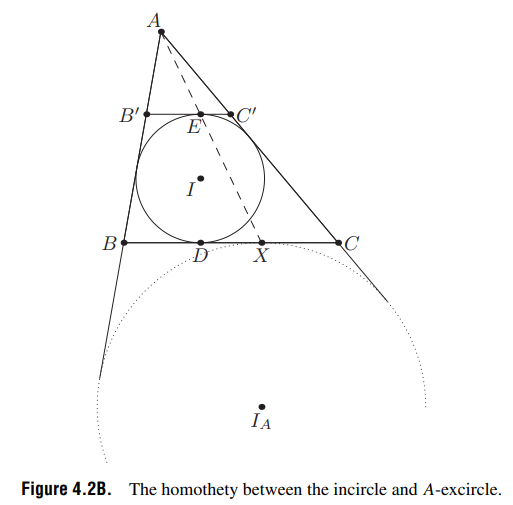 A
B′ E C′
I
B D X C
I_A
Figure 4.2B. The homothety between the incircle and A-excircle.